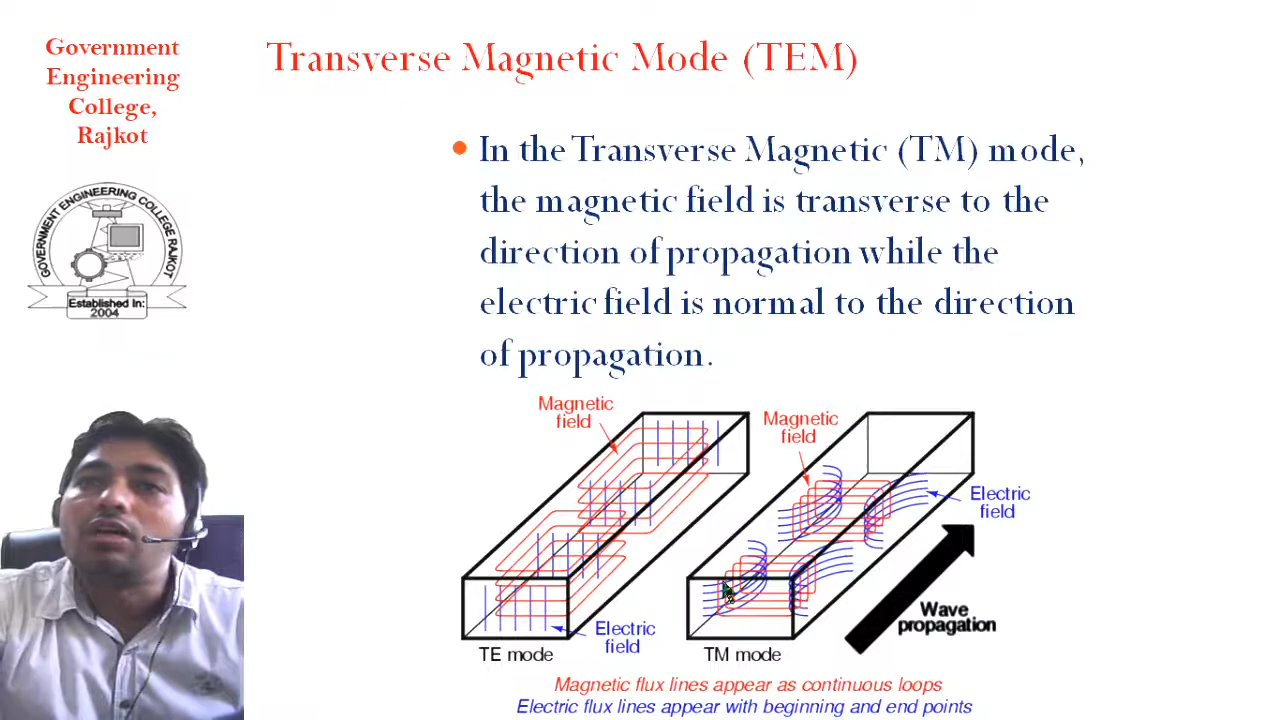 Government
Engineering
College,
Rajkot
Transverse Magnetic Mode (TEM)
GOVERNMENT ENGINEERING COLLEGE RAJKOT
Established In:
2004
• In the Transverse Magnetic (TM) mode,
the magnetic field is transverse to the
direction of propagation while the
electric field is normal to the direction
of propagation.
Magnetic
field
Magnetic
field
Electric
field
Wave
propagation
Electric
field
TE mode
TM mode
Magnetic flux lines appear as continuous loops
Electric flux lines appear with beginning and end points